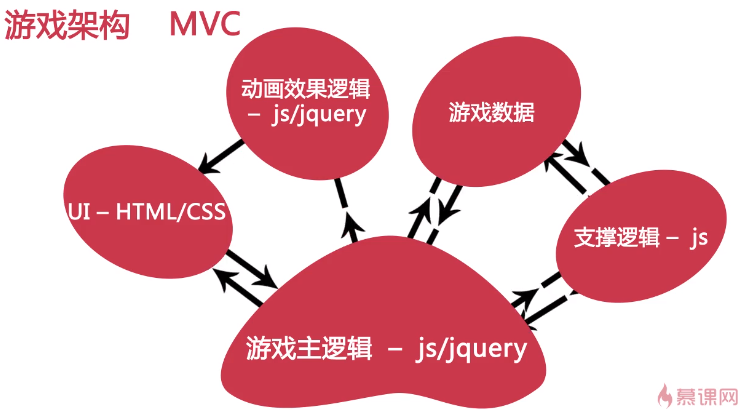 游戏架构 MVC
动画效果逻辑
– js/jquery
游戏数据
UI – HTML/CSS
支撑逻辑 – js
游戏主逻辑 – js/jquery
慕课网